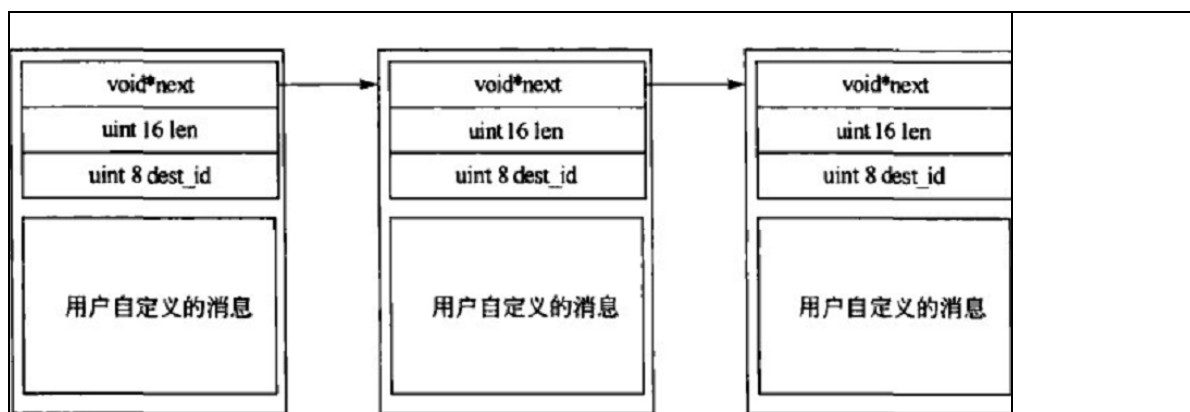 void*next
uint 16 len
uint 8 dest_id
用户自定义的消息
void*next
uint 16 len
uint 8 dest_id
用户自定义的消息
void*next
uint 16 len
uint 8 dest_id
用户自定义的消息